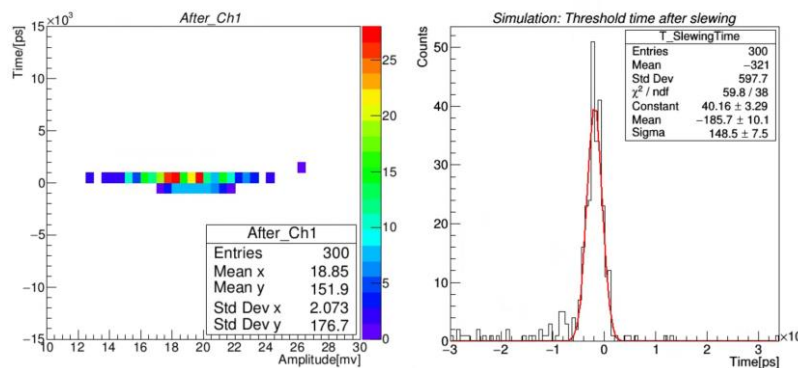 After_Ch1
×10³
Time/[ps]
15
10
5
0
−5
−10
−15
10 12 14 16 18 20 22 24 26 28 30
Amplitude[mv]
25
20
15
10
5
0
After_Ch1
Entries 300
Mean x 18.85
Mean y 151.9
Std Dev x 2.073
Std Dev y 176.7
Simulation: Threshold time after slewing
Counts
50
40
30
20
10
0
T_SlewingTime
Entries 300
Mean −321
Std Dev 597.7
χ² / ndf 59.8 / 38
Constant 40.16 ± 3.29
Mean −185.7 ± 10.1
Sigma 148.5 ± 7.5
−3 −2 −1 0 1 2 3
×10
Time[ps]